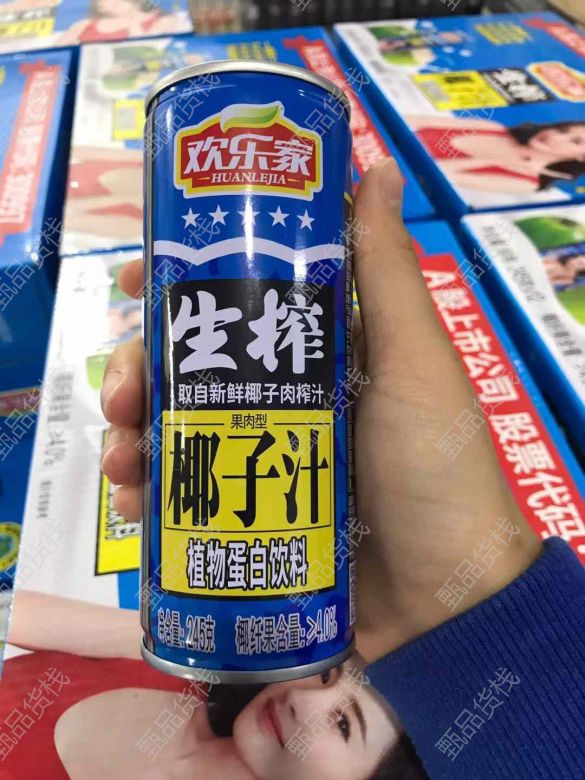 欢乐家
HUANLEJIA
生榨
取自新鲜椰子肉榨汁
果肉型
椰子汁
植物蛋白饮料
净含量:245克 椰纤果含量:≥4.0%
A股上市公司 股票代码
甄品货栈